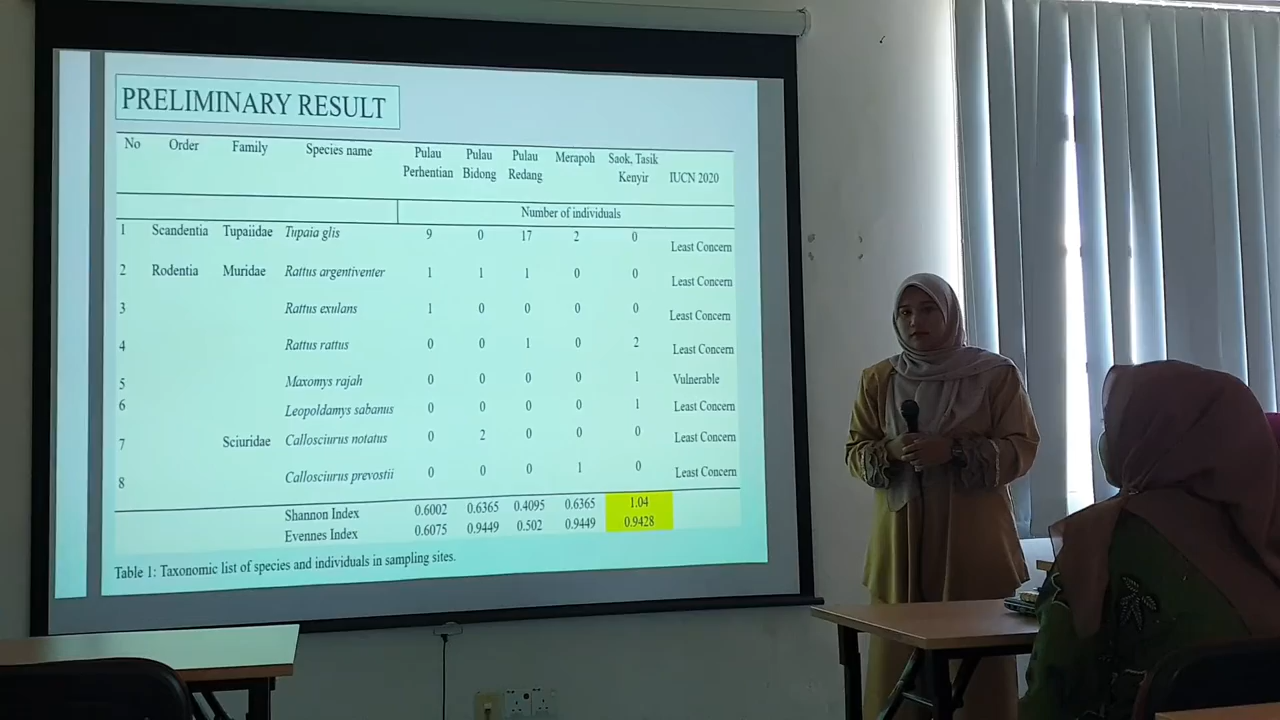 PRELIMINARY RESULT
No Order Family Species name Pulau Perhentian Pulau Bidong Pulau Redang Merapoh Saok, Tasik Kenyir IUCN 2020
Number of individuals
1 Scandentia Tupaiidae Tupaia glis 9 0 17 2 0 Least Concern
2 Rodentia Muridae Rattus argentiventer 1 1 1 0 0 Least Concern
3 Rattus exulans 1 0 0 0 0 Least Concern
4 Rattus rattus 0 0 1 0 2 Least Concern
5 Maxomys rajah 0 0 0 0 1 Vulnerable
6 Leopoldamys sabanus 0 0 0 0 1 Least Concern
7 Sciuridae Callosciurus notatus 0 2 0 0 0 Least Concern
8 Callosciurus prevostii 0 0 0 1 0 Least Concern
Shannon Index 0.6002 0.6365 0.4095 0.6365 1.04
Evennes Index 0.6075 0.9449 0.502 0.9449 0.9428
Table 1: Taxonomic list of species and individuals in sampling sites.